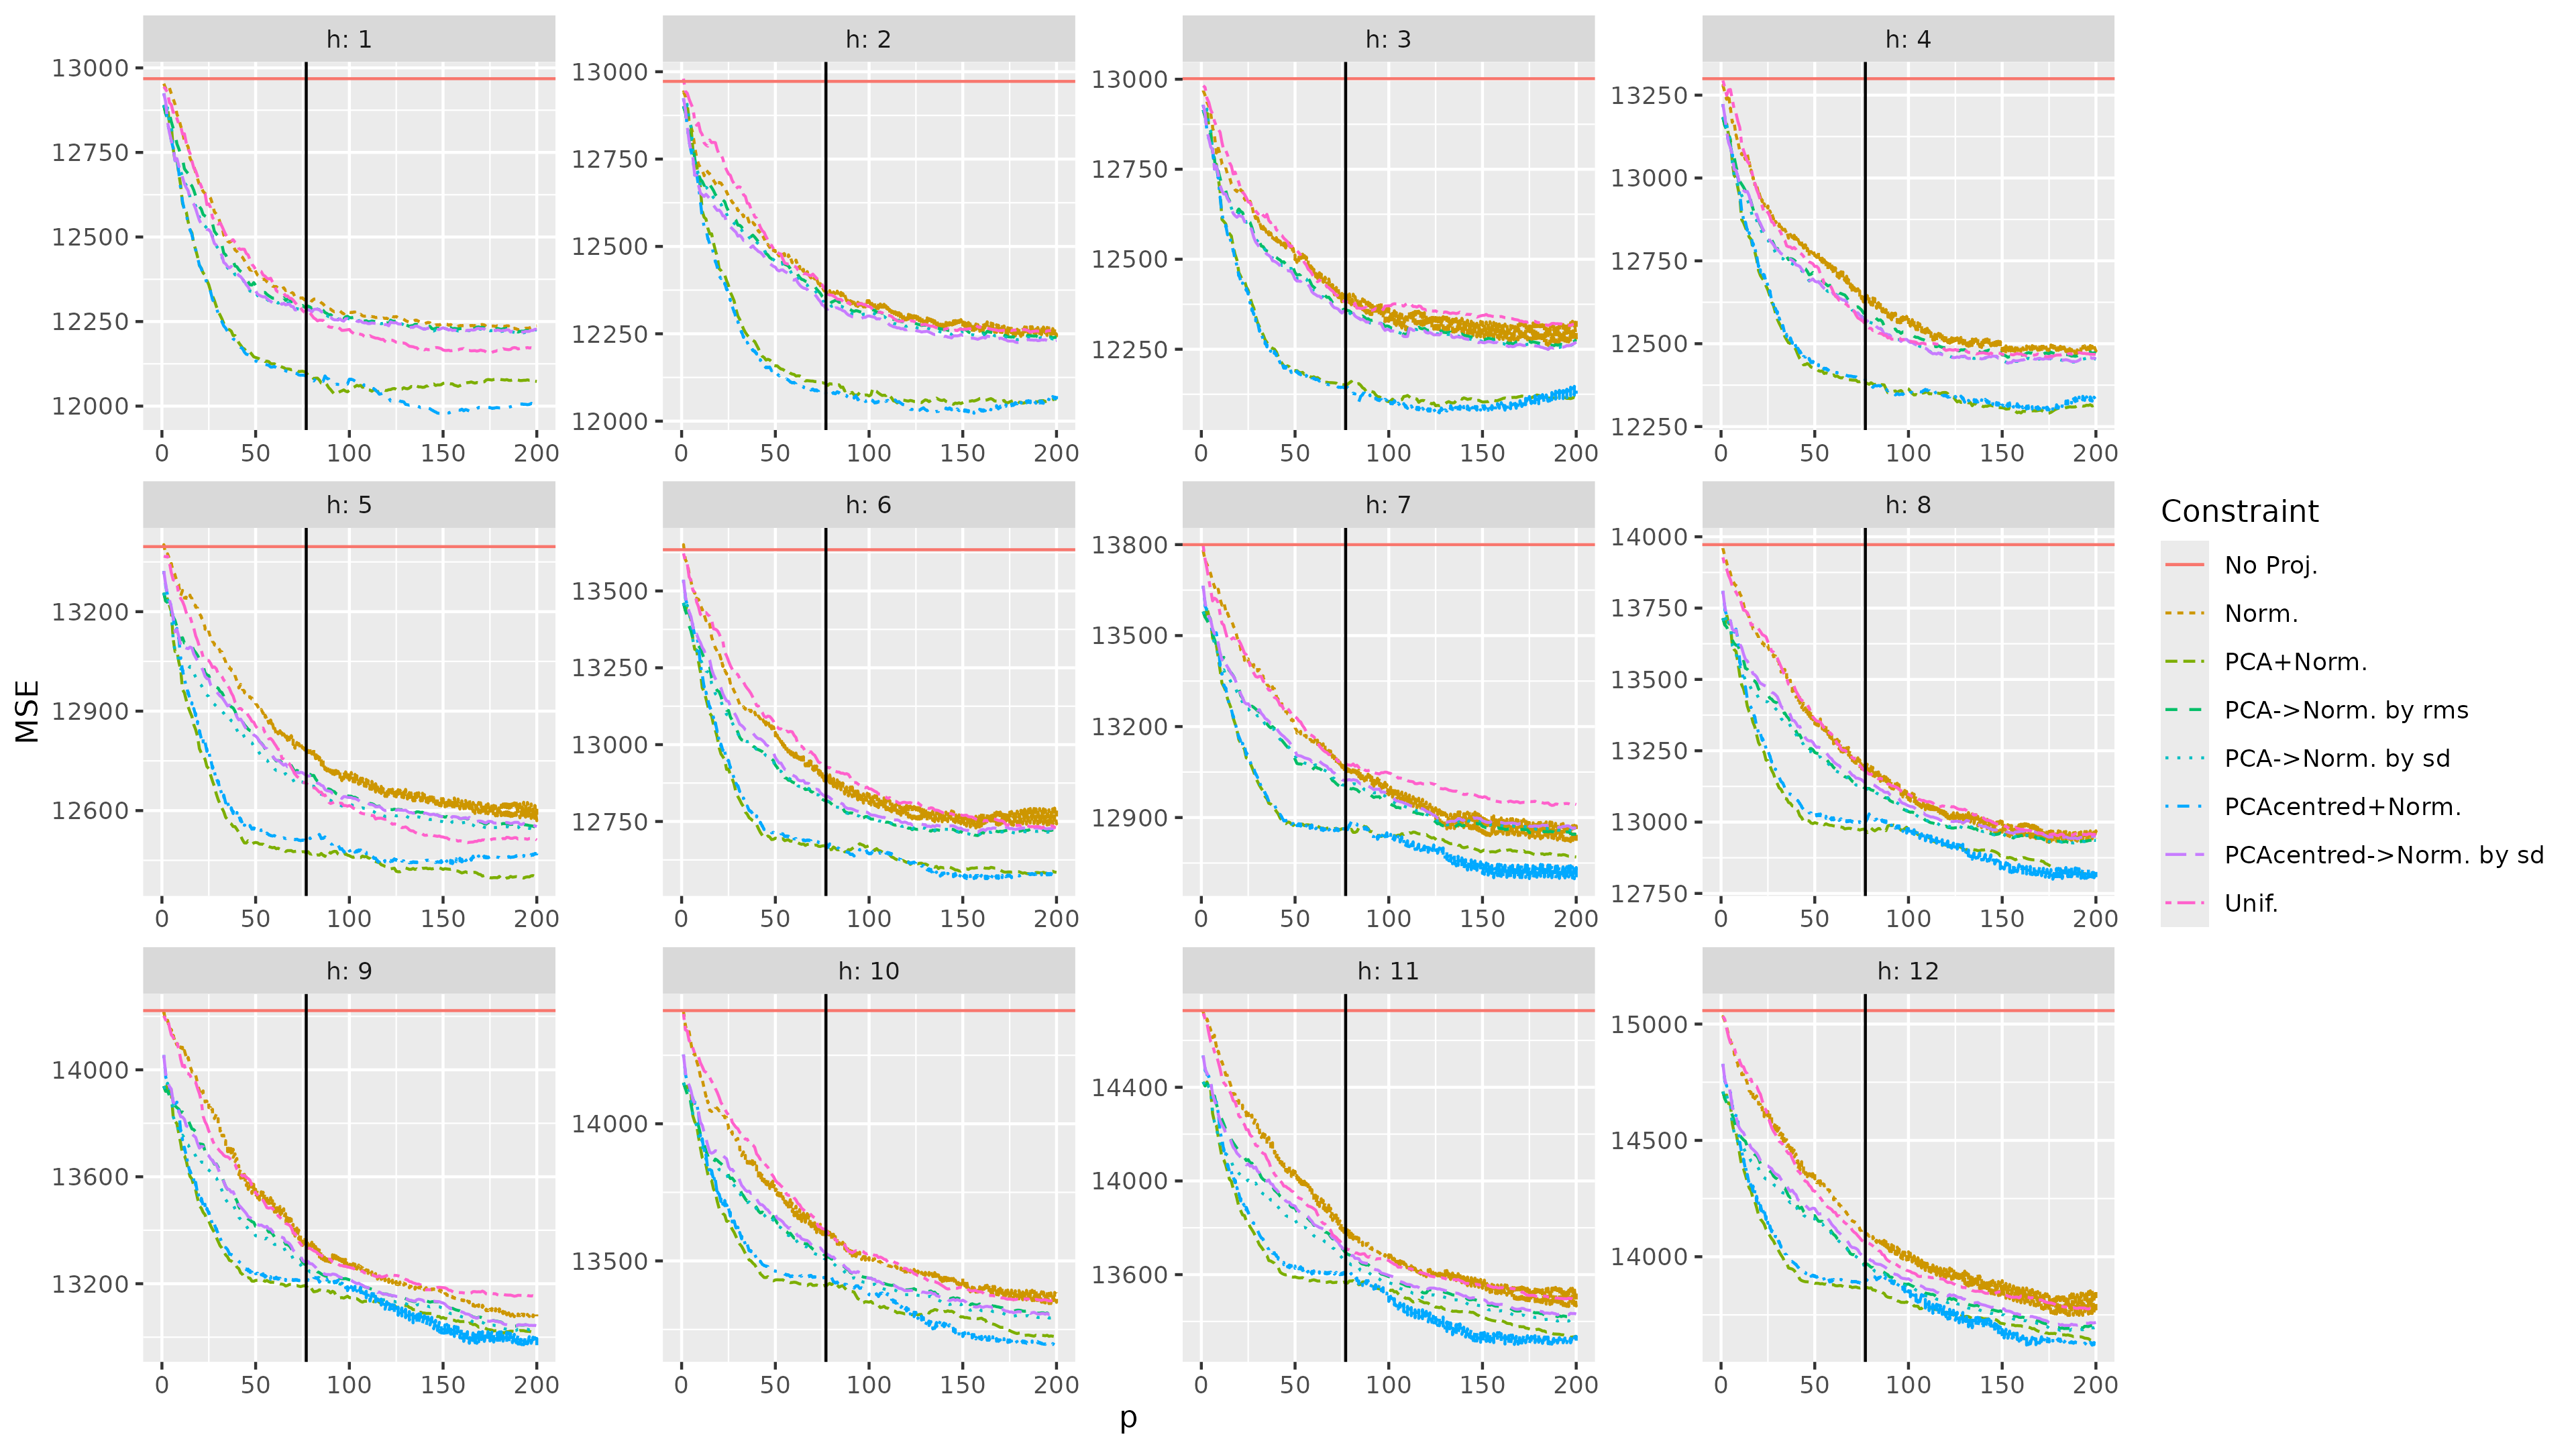 h: 1
h: 2
h: 3
h: 4
13000
12750
12500
12250
12000
0 50 100 150 200
13000
12750
12500
12250
12000
0 50 100 150 200
13000
12750
12500
12250
0 50 100 150 200
13250
13000
12750
12500
12250
0 50 100 150 200
h: 5
h: 6
h: 7
h: 8
13200
12900
12600
0 50 100 150 200
13500
13250
13000
12750
0 50 100 150 200
13800
13500
13200
12900
0 50 100 150 200
14000
13750
13500
13250
13000
12750
0 50 100 150 200
h: 9
h: 10
h: 11
h: 12
14000
13600
13200
0 50 100 150 200
14000
13500
0 50 100 150 200
14400
14000
13600
0 50 100 150 200
15000
14500
14000
0 50 100 150 200
MSE
p
Constraint
No Proj.
Norm.
PCA+Norm.
PCA->Norm. by rms
PCA->Norm. by sd
PCAcentred+Norm.
PCAcentred->Norm. by sd
Unif.